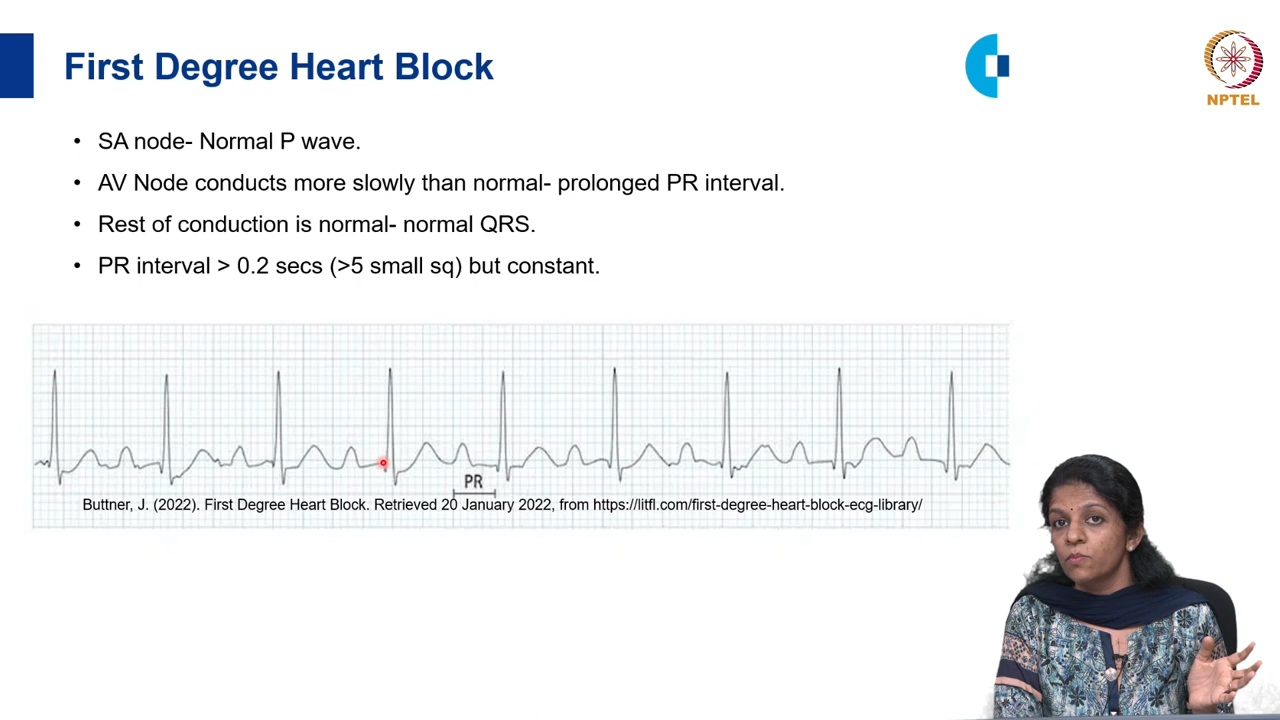 First Degree Heart Block
NPTEL
• SA node- Normal P wave.
• AV Node conducts more slowly than normal- prolonged PR interval.
• Rest of conduction is normal- normal QRS.
• PR interval > 0.2 secs (>5 small sq) but constant.
PR
Buttner, J. (2022). First Degree Heart Block. Retrieved 20 January 2022, from https://litfl.com/first-degree-heart-block-ecg-library/